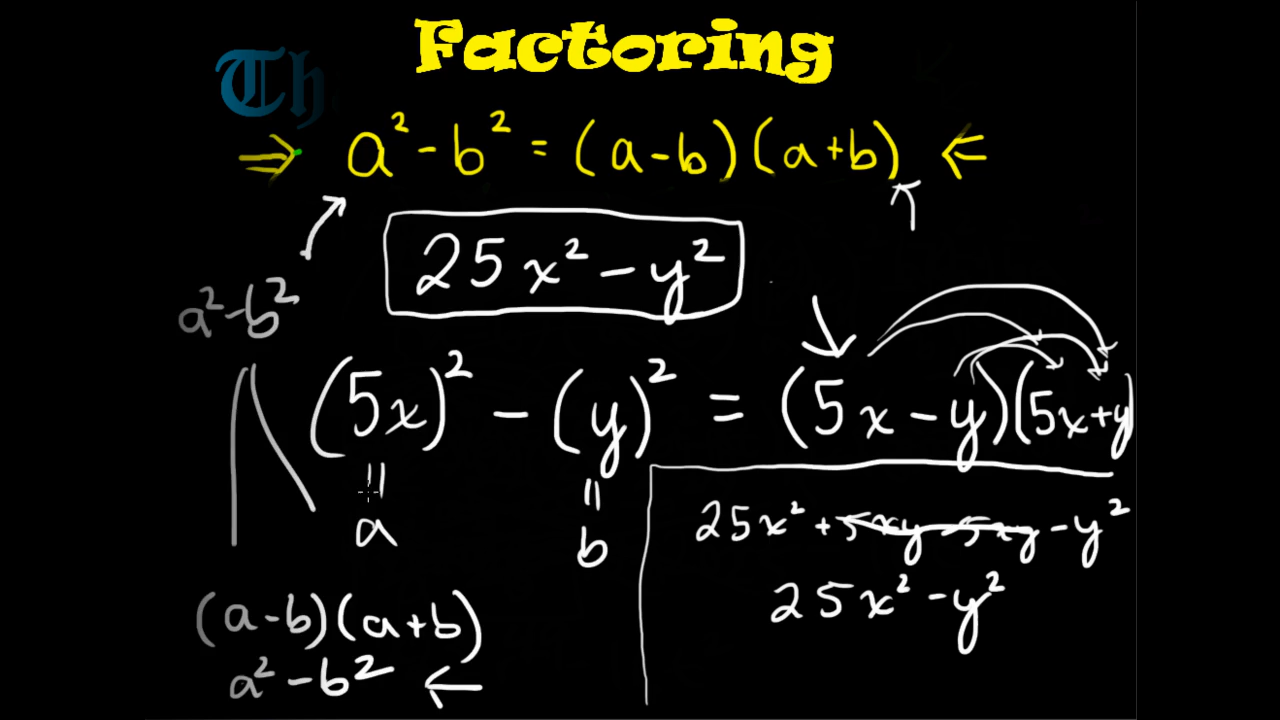 Factoring
Th
⇒ a² - b² = (a-b)(a+b) ←
25x² - y²
a² - b²
(5x)² - (y)² = (5x - y)(5x+y)
= =
a b
25x² + 5xy - 5xy - y²
25x² - y²
(a-b)(a+b)
a² - b² ←